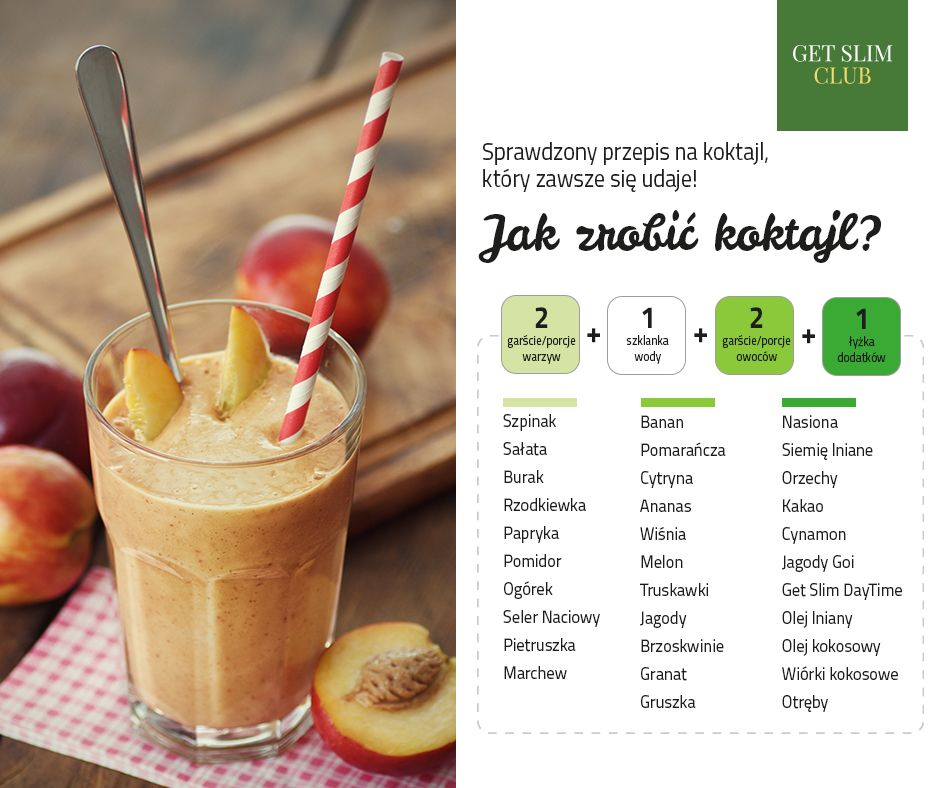 GET SLIM
CLUB
Sprawdzony przepis na koktajl,
który zawsze się udaje!
Jak zrobić koktajl?
2
garście/porcje
warzyw
+
1
szklanka
wody
+
2
garście/porcje
owoców
+
1
łyżka
dodatków
Szpinak
Sałata
Burak
Rzodkiewka
Papryka
Pomidor
Ogórek
Seler Naciowy
Pietruszka
Marchew
Banan
Pomarańcza
Cytryna
Ananas
Wiśnia
Melon
Truskawki
Jagody
Brzoskwinie
Granat
Gruszka
Nasiona
Siemię lniane
Orzechy
Kakao
Cynamon
Jagody Goi
Get Slim DayTime
Olej lniany
Olej kokosowy
Wiórki kokosowe
Otręby